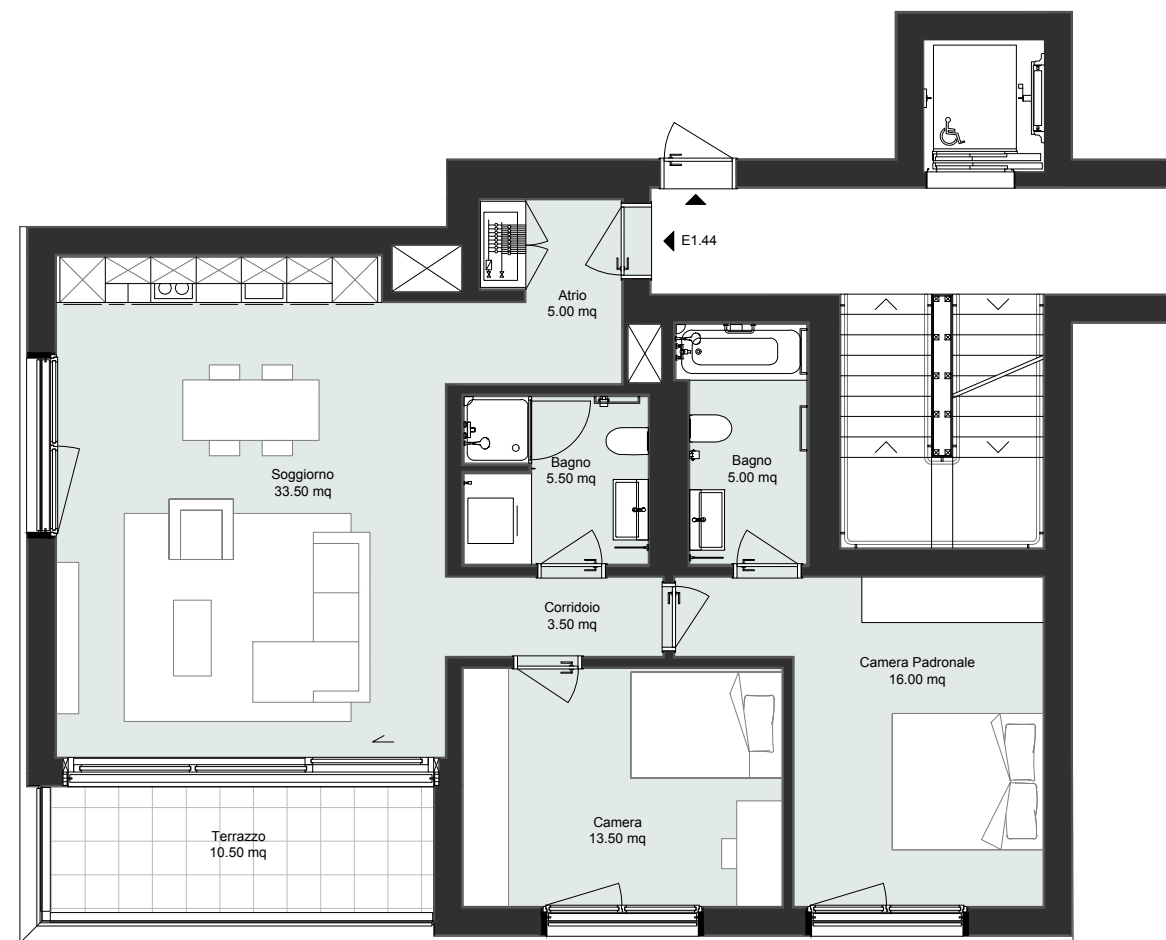 E1.44
Atrio
5.00 mq
Bagno
5.50 mq
Bagno
5.00 mq
Soggiorno
33.50 mq
Corridoio
3.50 mq
Camera Padronale
16.00 mq
Camera
13.50 mq
Terrazzo
10.50 mq